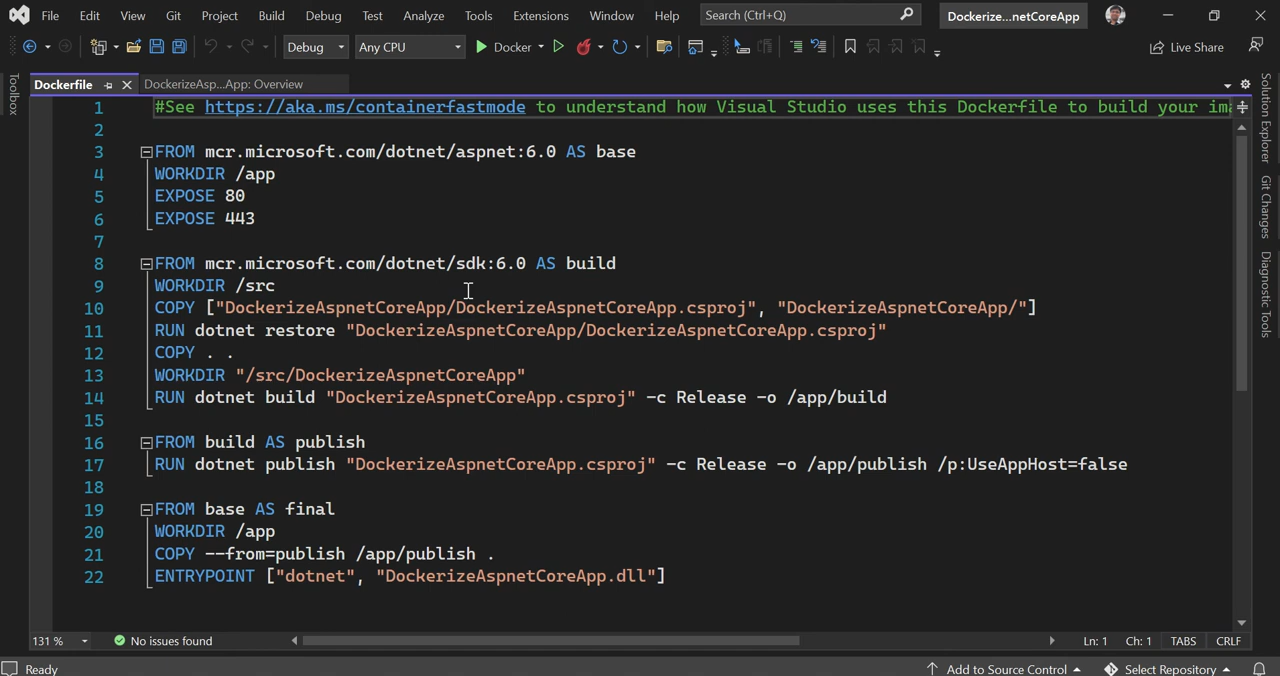 File Edit View Git Project Build Debug Test Analyze Tools Extensions Window Help Search (Ctrl+Q) Dockerize...netCoreApp
Debug Any CPU Docker Live Share
Toolbox
Dockerfile DockerizeAsp...App: Overview
1 #See https://aka.ms/containerfastmode to understand how Visual Studio uses this Dockerfile to build your
2
3 FROM mcr.microsoft.com/dotnet/aspnet:6.0 AS base
4 WORKDIR /app
5 EXPOSE 80
6 EXPOSE 443
7
8 FROM mcr.microsoft.com/dotnet/sdk:6.0 AS build
9 WORKDIR /src
10 COPY ["DockerizeAspnetCoreApp/DockerizeAspnetCoreApp.csproj", "DockerizeAspnetCoreApp/"]
11 RUN dotnet restore "DockerizeAspnetCoreApp/DockerizeAspnetCoreApp.csproj"
12 COPY . .
13 WORKDIR "/src/DockerizeAspnetCoreApp"
14 RUN dotnet build "DockerizeAspnetCoreApp.csproj" -c Release -o /app/build
15
16 FROM build AS publish
17 RUN dotnet publish "DockerizeAspnetCoreApp.csproj" -c Release -o /app/publish /p:UseAppHost=false
18
19 FROM base AS final
20 WORKDIR /app
21 COPY --from=publish /app/publish .
22 ENTRYPOINT ["dotnet", "DockerizeAspnetCoreApp.dll"]
Solution Explorer
Git Changes
Diagnostic Tools
131 % No issues found Ln: 1 Ch: 1 TABS CRLF
Ready Add to Source Control Select Repository